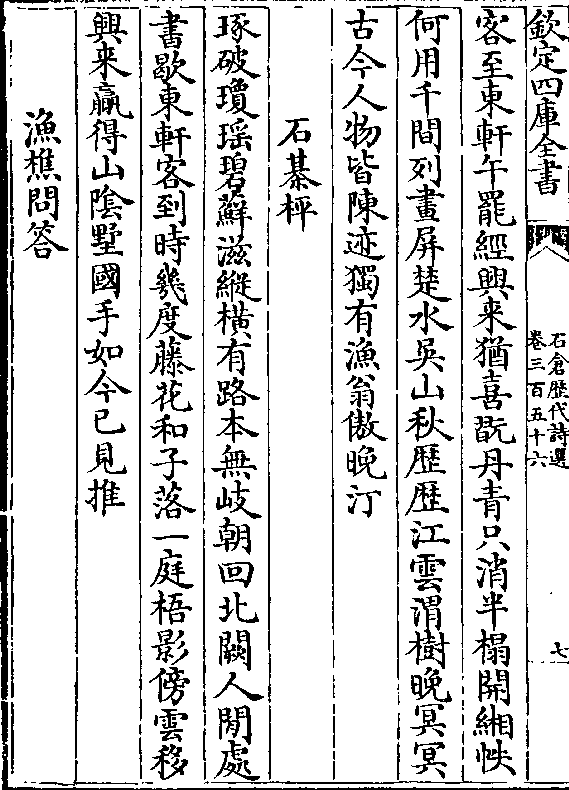 欽定四庫全書
石倉歴代詩選
卷三百五十六
七
客至東軒午罷經興来猶喜翫丹青只消半榻開緗帙
何用千間列畫屏楚水吳山秋歴歴江雲渭樹晚冥冥
古今人物皆陳迹獨有漁翁傲晚汀
石棊枰
琢破瓊瑶碧蘚滋縱橫有路本無岐朝回北闕人閒處
書歇東軒客到時幾度藤花和子落一庭梧影傍雲移
興来贏得山陰墅國手如今已見推
漁樵問答